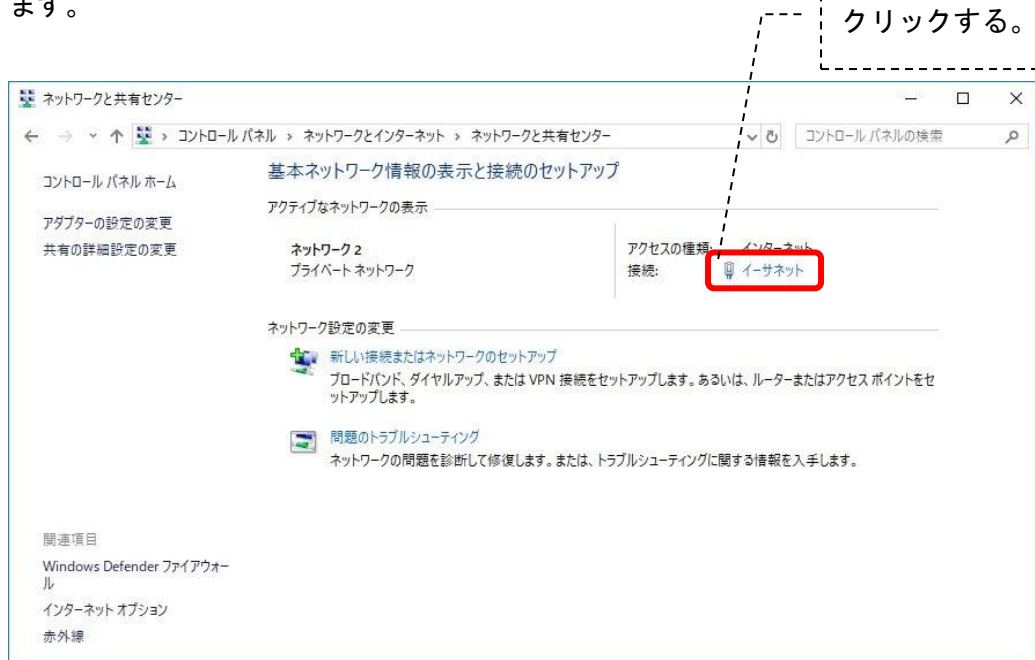 ます。
クリックする。
ネットワークと共有センター
コントロール パネル › ネットワークとインターネット › ネットワークと共有センター
コントロール パネルの検索
コントロール パネル ホーム
アダプターの設定の変更
共有の詳細設定の変更
基本ネットワーク情報の表示と接続のセットアップ
アクティブなネットワークの表示
ネットワーク 2
プライベート ネットワーク
アクセスの種類: インターネット
接続: イーサネット
ネットワーク設定の変更
新しい接続またはネットワークのセットアップ
ブロードバンド、ダイヤルアップ、または VPN 接続をセットアップします。あるいは、ルーターまたはアクセス ポイントをセ
ットアップします。
問題のトラブルシューティング
ネットワークの問題を診断して修復します。または、トラブルシューティングに関する情報を入手します。
関連項目
Windows Defender ファイアウォー
ル
インターネット オプション
赤外線